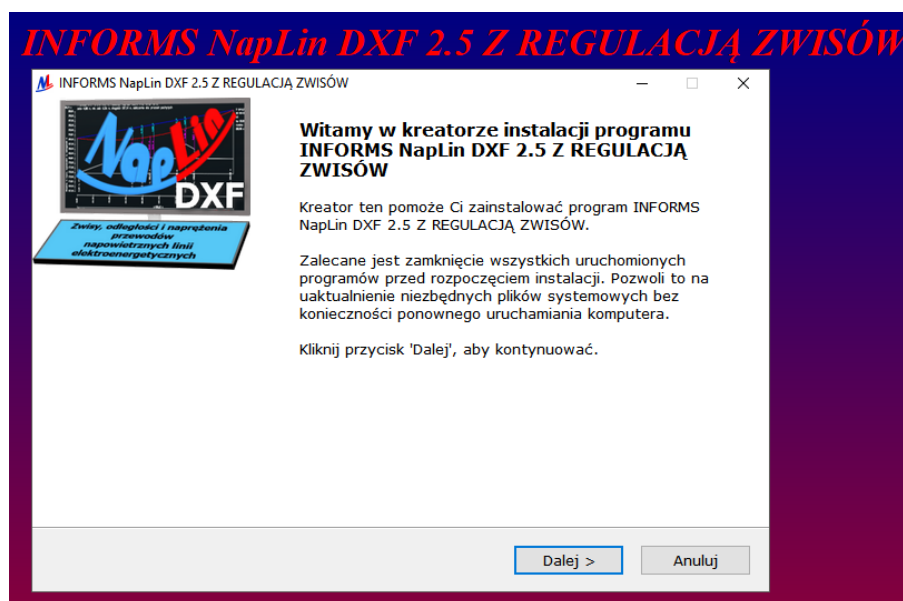 INFORMS NapLin DXF 2.5 Z REGULACJĄ ZWISÓW
INFORMS NapLin DXF 2.5 Z REGULACJĄ ZWISÓW
NapLin
DXF
Zwisy, odległości i naprężenia
przewodów
napowietrznych linii
elektroenergetycznych
Witamy w kreatorze instalacji programu
INFORMS NapLin DXF 2.5 Z REGULACJĄ
ZWISÓW
Kreator ten pomoże Ci zainstalować program INFORMS
NapLin DXF 2.5 Z REGULACJĄ ZWISÓW.
Zalecane jest zamknięcie wszystkich uruchomionych
programów przed rozpoczęciem instalacji. Pozwoli to na
uaktualnienie niezbędnych plików systemowych bez
konieczności ponownego uruchamiania komputera.
Kliknij przycisk 'Dalej', aby kontynuować.
Dalej >
Anuluj